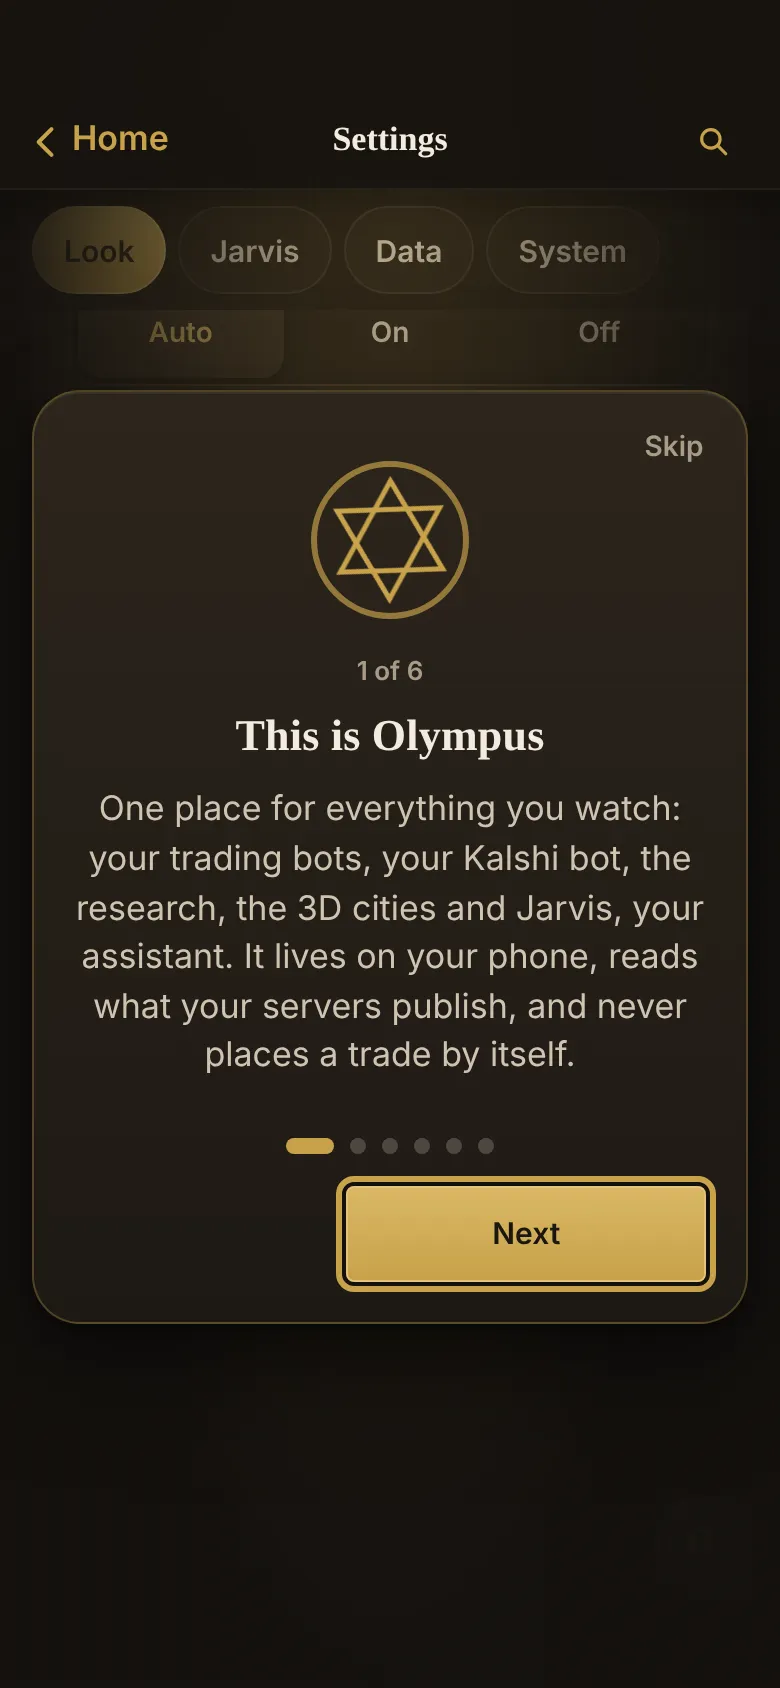 Home
Settings
Look
Jarvis
Data
System
Auto
On
Off
Skip
1 of 6
This is Olympus
One place for everything you watch:
your trading bots, your Kalshi bot, the
research, the 3D cities and Jarvis, your
assistant. It lives on your phone, reads
what your servers publish, and never
places a trade by itself.
Next